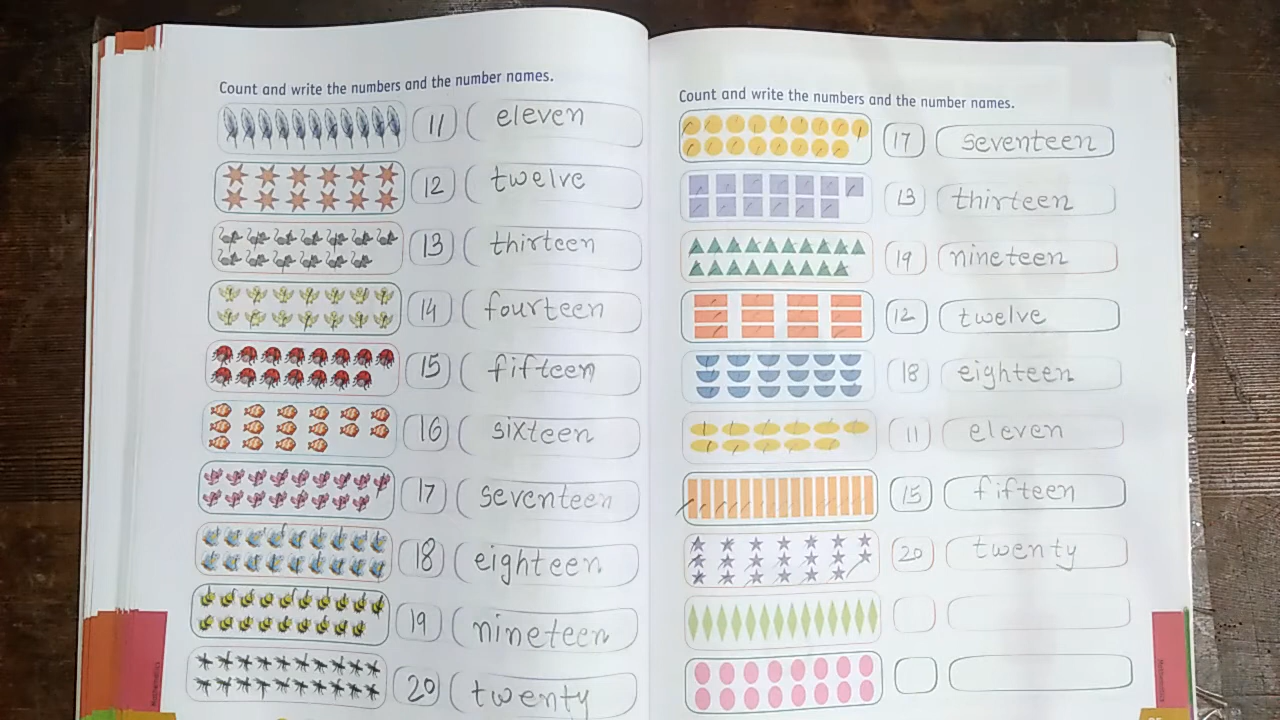 Count and write the numbers and the number names.
11 eleven
12 twelve
13 thirteen
14 fourteen
15 fifteen
16 sixteen
17 seventeen
18 eighteen
19 nineteen
20 twenty
Count and write the numbers and the number names.
17 seventeen
13 thirteen
19 nineteen
12 twelve
18 eighteen
11 eleven
15 fifteen
20 twenty